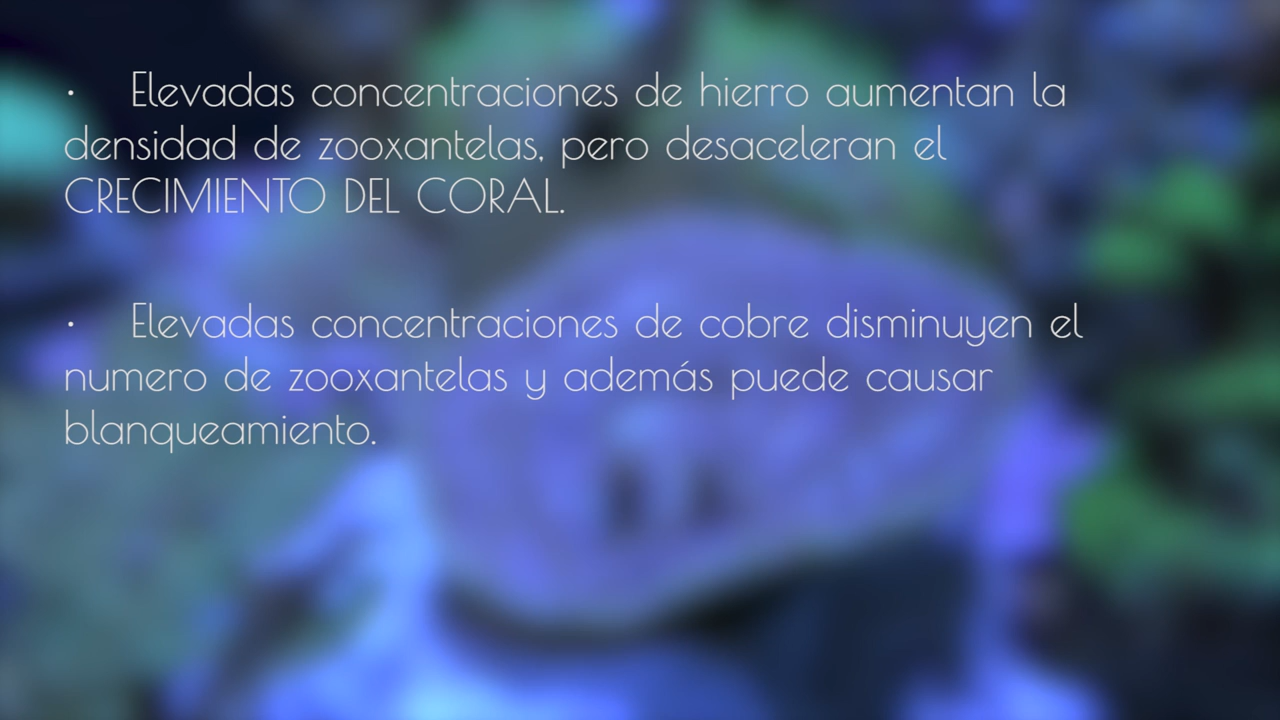 • Elevadas concentraciones de hierro aumentan la
densidad de zooxantelas, pero desaceleran el
CRECIMIENTO DEL CORAL.
• Elevadas concentraciones de cobre disminuyen el
numero de zooxantelas y además puede causar
blanqueamiento.